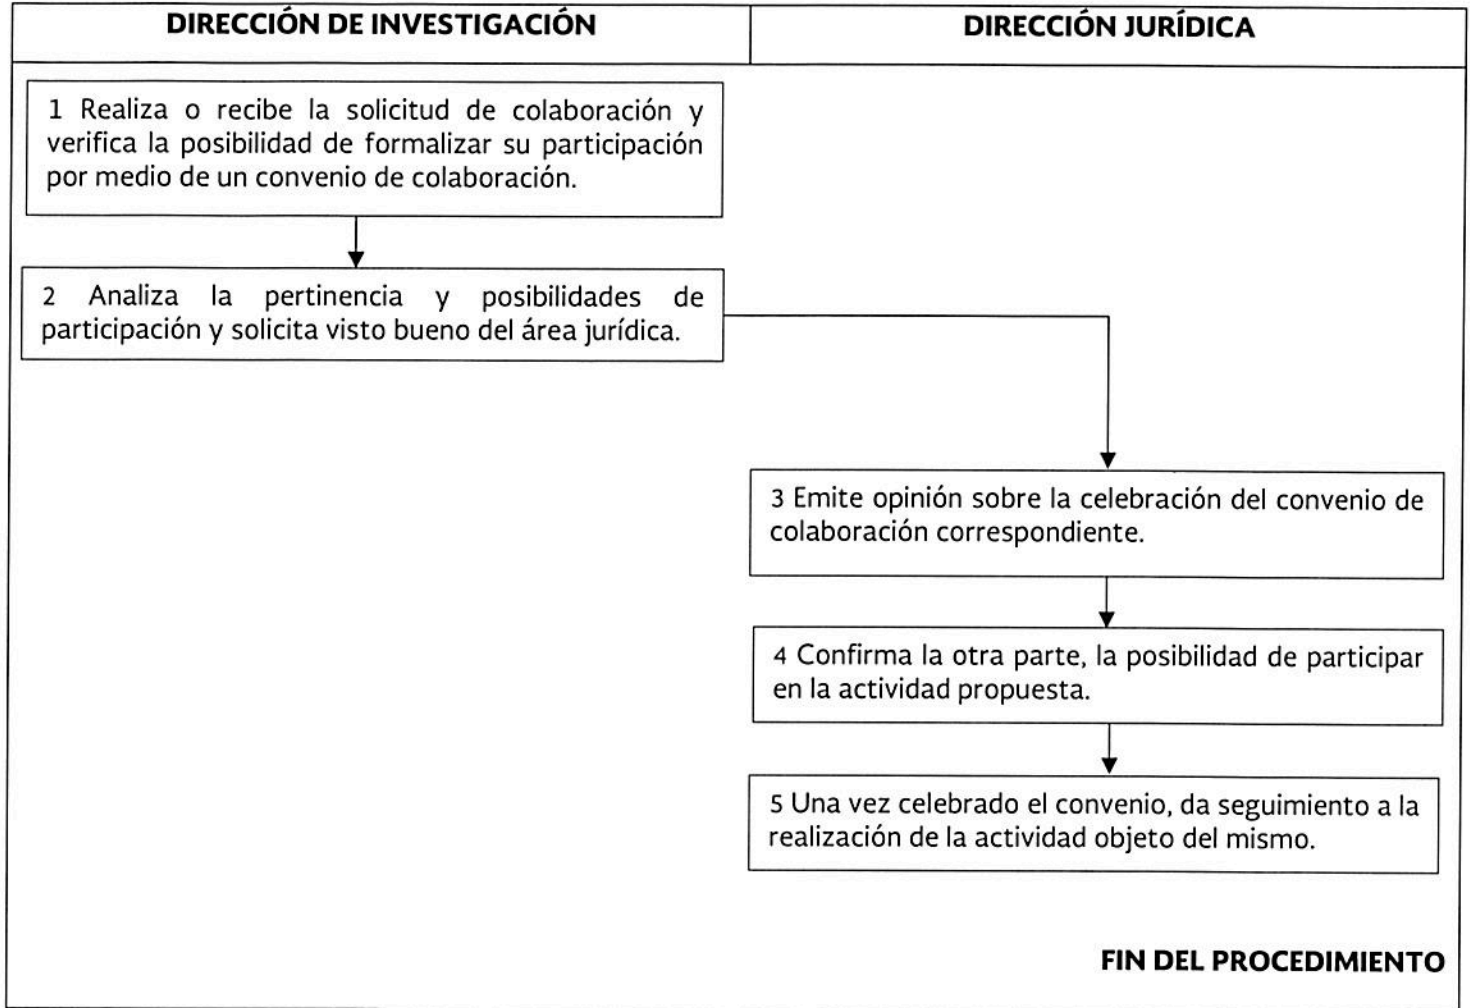 DIRECCIÓN DE INVESTIGACIÓN
DIRECCIÓN JURÍDICA
1 Realiza o recibe la solicitud de colaboración y
verifica la posibilidad de formalizar su participación
por medio de un convenio de colaboración.
2 Analiza la pertinencia y posibilidades de
participación y solicita visto bueno del área jurídica.
3 Emite opinión sobre la celebración del convenio de
colaboración correspondiente.
4 Confirma la otra parte, la posibilidad de participar
en la actividad propuesta.
5 Una vez celebrado el convenio, da seguimiento a la
realización de la actividad objeto del mismo.
FIN DEL PROCEDIMIENTO